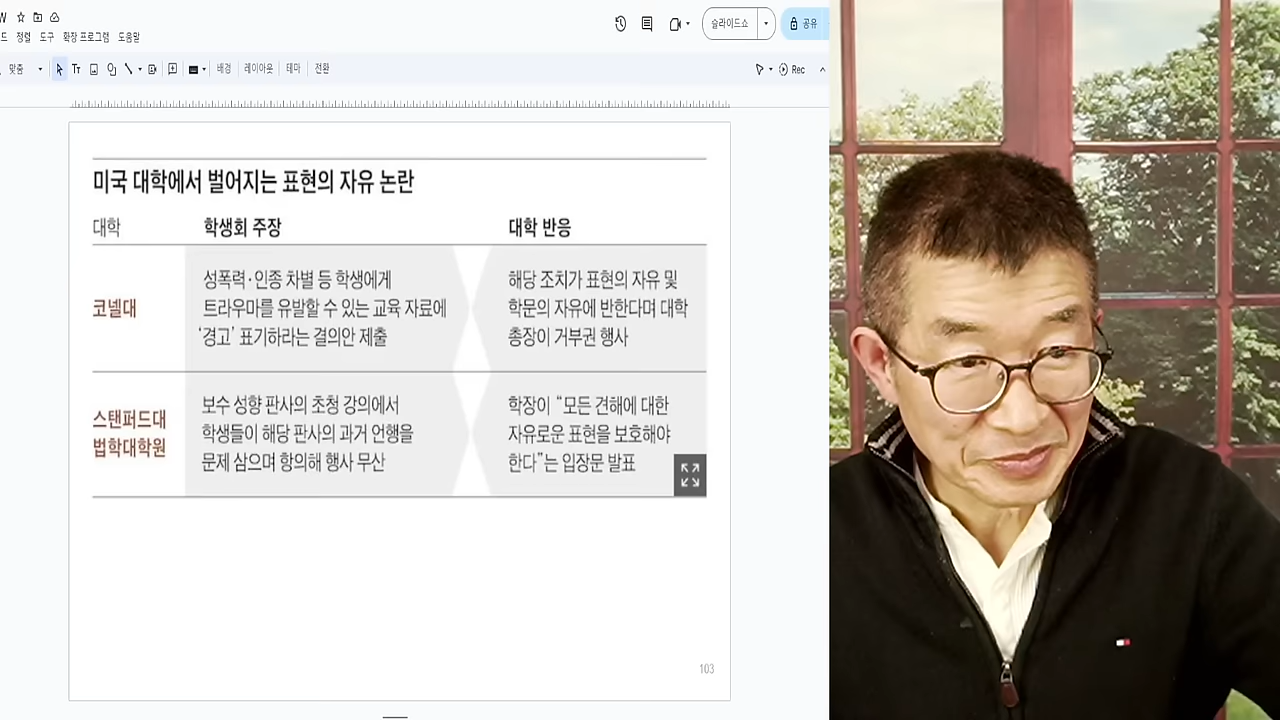 정렬 도구 확장 프로그램 도움말
슬라이드쇼
공유
맞춤
Tт
배경 레이아웃 테마 전환
Rec
미국 대학에서 벌어지는 표현의 자유 논란
대학 학생회 주장 대학 반응
코넬대
성폭력·인종 차별 등 학생에게
트라우마를 유발할 수 있는 교육 자료에
‘경고’ 표기하라는 결의안 제출
해당 조치가 표현의 자유 및
학문의 자유에 반한다며 대학
총장이 거부권 행사
스탠퍼드대
법학대학원
보수 성향 판사의 초청 강의에서
학생들이 해당 판사의 과거 언행을
문제 삼으며 항의해 행사 무산
학장이 “모든 견해에 대한
자유로운 표현을 보호해야
한다”는 입장문 발표
103